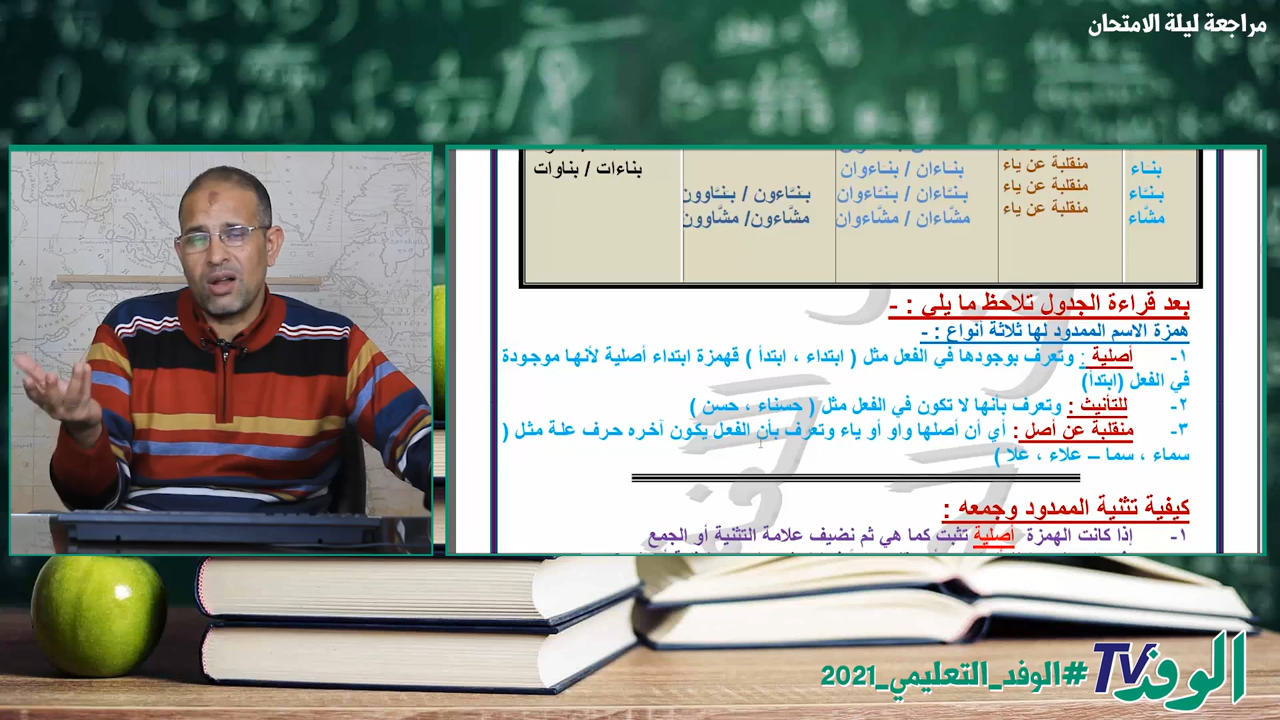 مراجعة ليلة الامتحان
بناء منقلبة عن ياء بناءان / بناءوان بناءات / بناوات
بنَّاء منقلبة عن ياء بنَّاءان / بنَّاءوان بنَّاءون / بنَّاوون
مشَّاء منقلبة عن ياء مشَّاءان / مشَّاءوان مشَّاءون/ مشَّاوون
بعد قراءة الجدول تلاحظ ما يلي : -
همزة الاسم الممدود لها ثلاثة أنواع : -
١- أصلية : وتعرف بوجودها في الفعل مثل ( ابتداء ، ابتدأ ) فهمزة ابتداء أصلية لأنها موجودة
في الفعل (ابتدأ)
٢- للتأنيث : وتعرف بأنها لا تكون في الفعل مثل ( حسناء ، حسن )
٣- منقلبة عن أصل : أي أن أصلها واو أو ياء وتعرف بأن الفعل يكون آخره حرف علة مثل (
سماء ، سما – علاء ، علا )
كيفية تثنية الممدود وجمعه :
١- إذا كانت الهمزة أصلية تثبت كما هي ثم نضيف علامة التثنية أو الجمع
الوفد TV #الوفد_التعليمي_2021